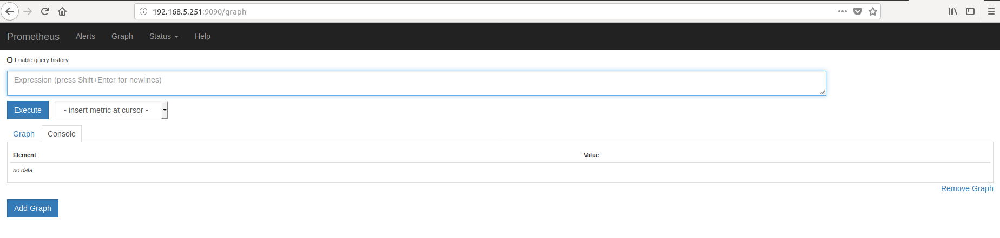 192.168.5.251:9090/graph
Prometheus Alerts Graph Status Help
Enable query history
Expression (press Shift+Enter for newlines)
Execute - insert metric at cursor -
Graph Console
Element Value
no data
Remove Graph
Add Graph